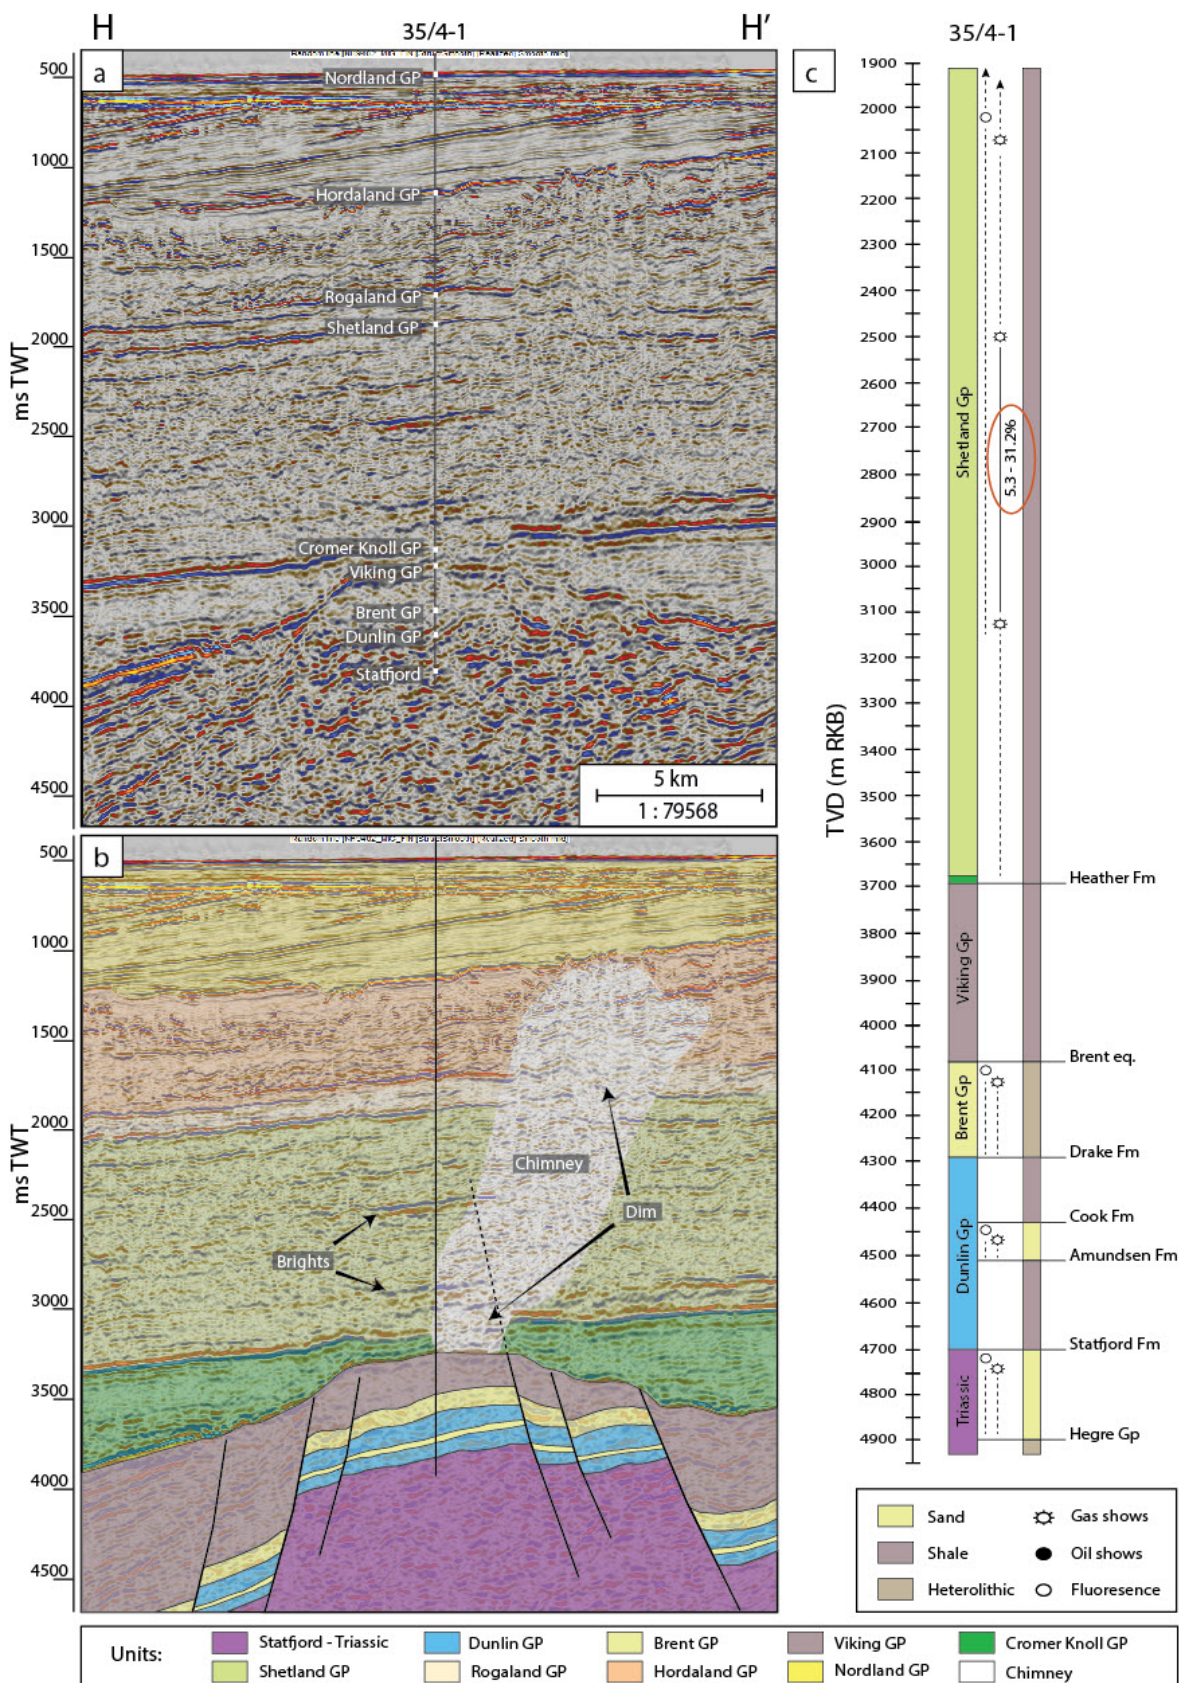 H
35/4-1
H'
35/4-1
a
500
1000
1500
2000
2500
3000
3500
4000
4500
ms TWT
Nordland GP
Hordaland GP
Rogaland GP
Shetland GP
Cromer Knoll GP
Viking GP
Brent GP
Dunlin GP
Statfjord
5 km
1 : 79568
b
500
1000
1500
2000
2500
3000
3500
4000
4500
ms TWT
Chimney
Dim
Brights
c
TVD (m RKB)
1900
2000
2100
2200
2300
2400
2500
2600
2700
2800
2900
3000
3100
3200
3300
3400
3500
3600
3700
3800
3900
4000
4100
4200
4300
4400
4500
4600
4700
4800
4900
Shetland Gp
Viking Gp
Brent Gp
Dunlin Gp
Triassic
5.3 - 31.2%
Heather Fm
Brent eq.
Drake Fm
Cook Fm
Amundsen Fm
Statfjord Fm
Hegre Gp
Sand
Gas shows
Shale
Oil shows
Heterolithic
Fluoresence
Units:
Statfjord - Triassic
Dunlin GP
Brent GP
Viking GP
Cromer Knoll GP
Shetland GP
Rogaland GP
Hordaland GP
Nordland GP
Chimney